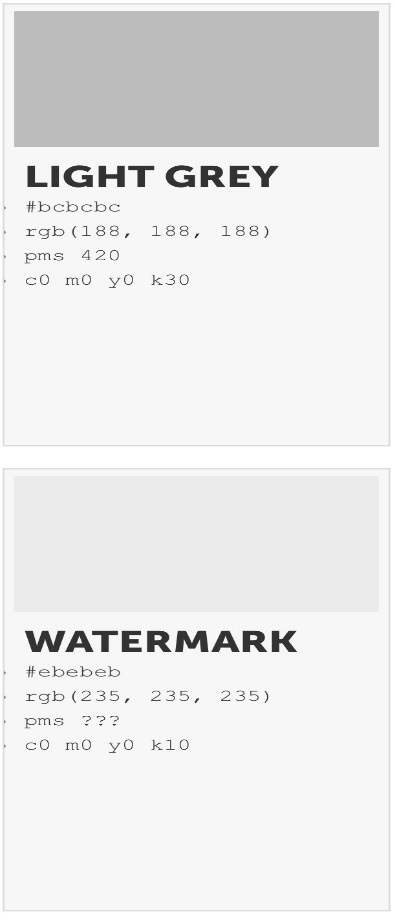 LIGHT GREY
#bcbcbc
rgb(188, 188, 188)
pms 420
c0 m0 y0 k30
WATERMARK
#ebebeb
rgb(235, 235, 235)
pms ???
c0 m0 y0 k10